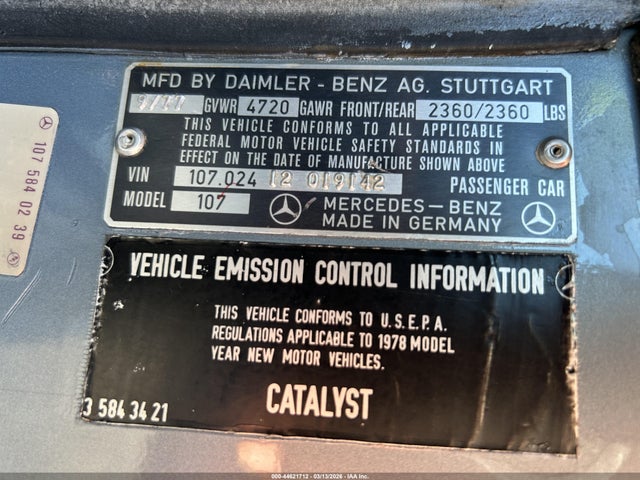 MFD BY DAIMLER - BENZ AG. STUTTGART
9/77 GVWR 4720 GAWR FRONT/REAR 2360/2360 LBS
THIS VEHICLE CONFORMS TO ALL APPLICABLE
FEDERAL MOTOR VEHICLE SAFETY STANDARDS IN
EFFECT ON THE DATE OF MANUFACTURE SHOWN ABOVE
VIN 107.024 12 019142 PASSENGER CAR
MODEL 107 MERCEDES-BENZ
MADE IN GERMANY
107 584 02 39
VEHICLE EMISSION CONTROL INFORMATION
THIS VEHICLE CONFORMS TO U.S.E.P.A.
REGULATIONS APPLICABLE TO 1978 MODEL
YEAR NEW MOTOR VEHICLES.
CATALYST
3 584 34 21
000-44621712 - 03/13/2026 - IAA Inc.